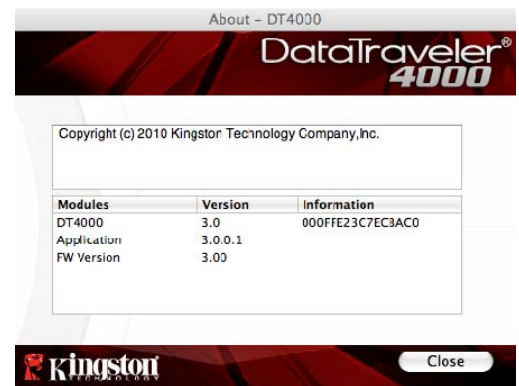 About – DT4000
DataTraveler®
4000
Copyright (c) 2010 Kingston Technology Company,Inc.
Modules Version Information
DT4000 3.0
Application 3.0.0.1
FW Version 3.00
Kingston
TECHNOLOGY
Close